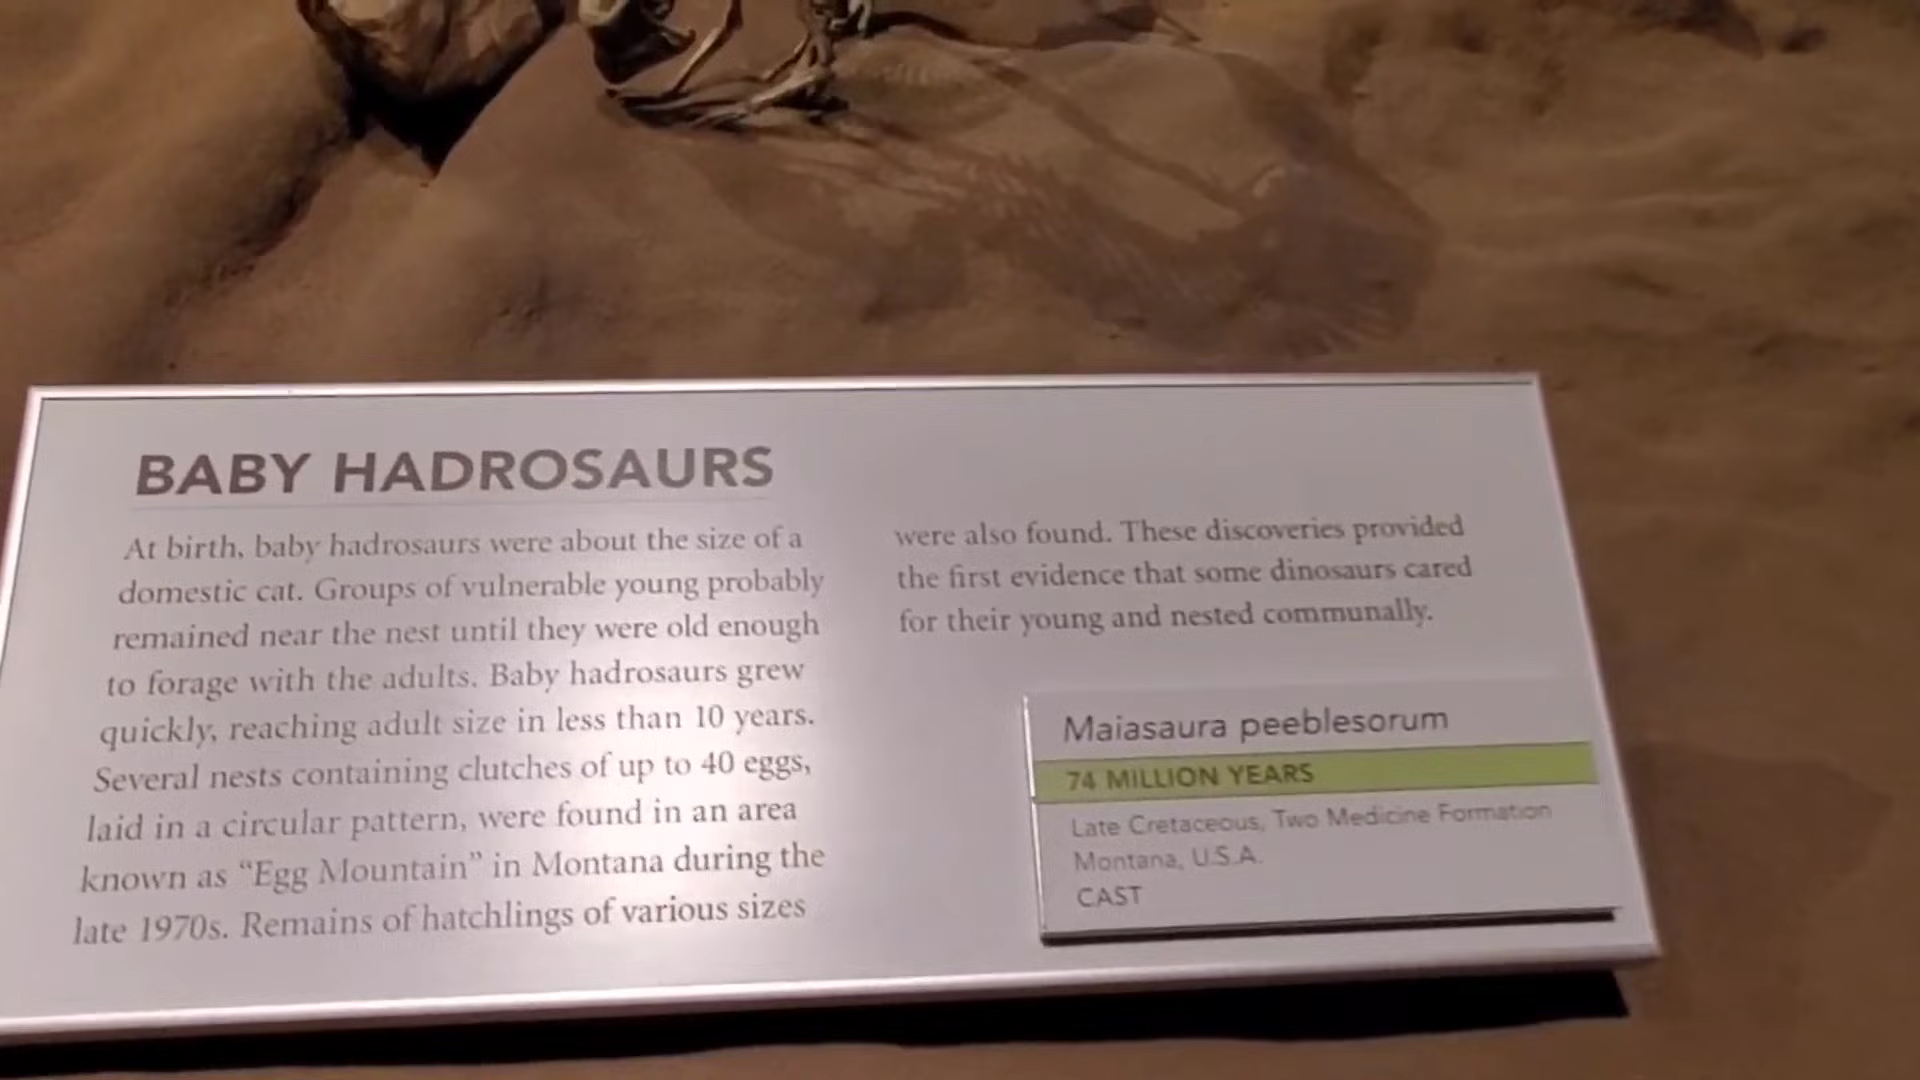 BABY HADROSAURS
At birth, baby hadrosaurs were about the size of a
domestic cat. Groups of vulnerable young probably
remained near the nest until they were old enough
to forage with the adults. Baby hadrosaurs grew
quickly, reaching adult size in less than 10 years.
Several nests containing clutches of up to 40 eggs,
laid in a circular pattern, were found in an area
known as “Egg Mountain” in Montana during the
late 1970s. Remains of hatchlings of various sizes
were also found. These discoveries provided
the first evidence that some dinosaurs cared
for their young and nested communally.
Maiasaura peeblesorum
74 MILLION YEARS
Late Cretaceous, Two Medicine Formation
Montana, U.S.A.
CAST